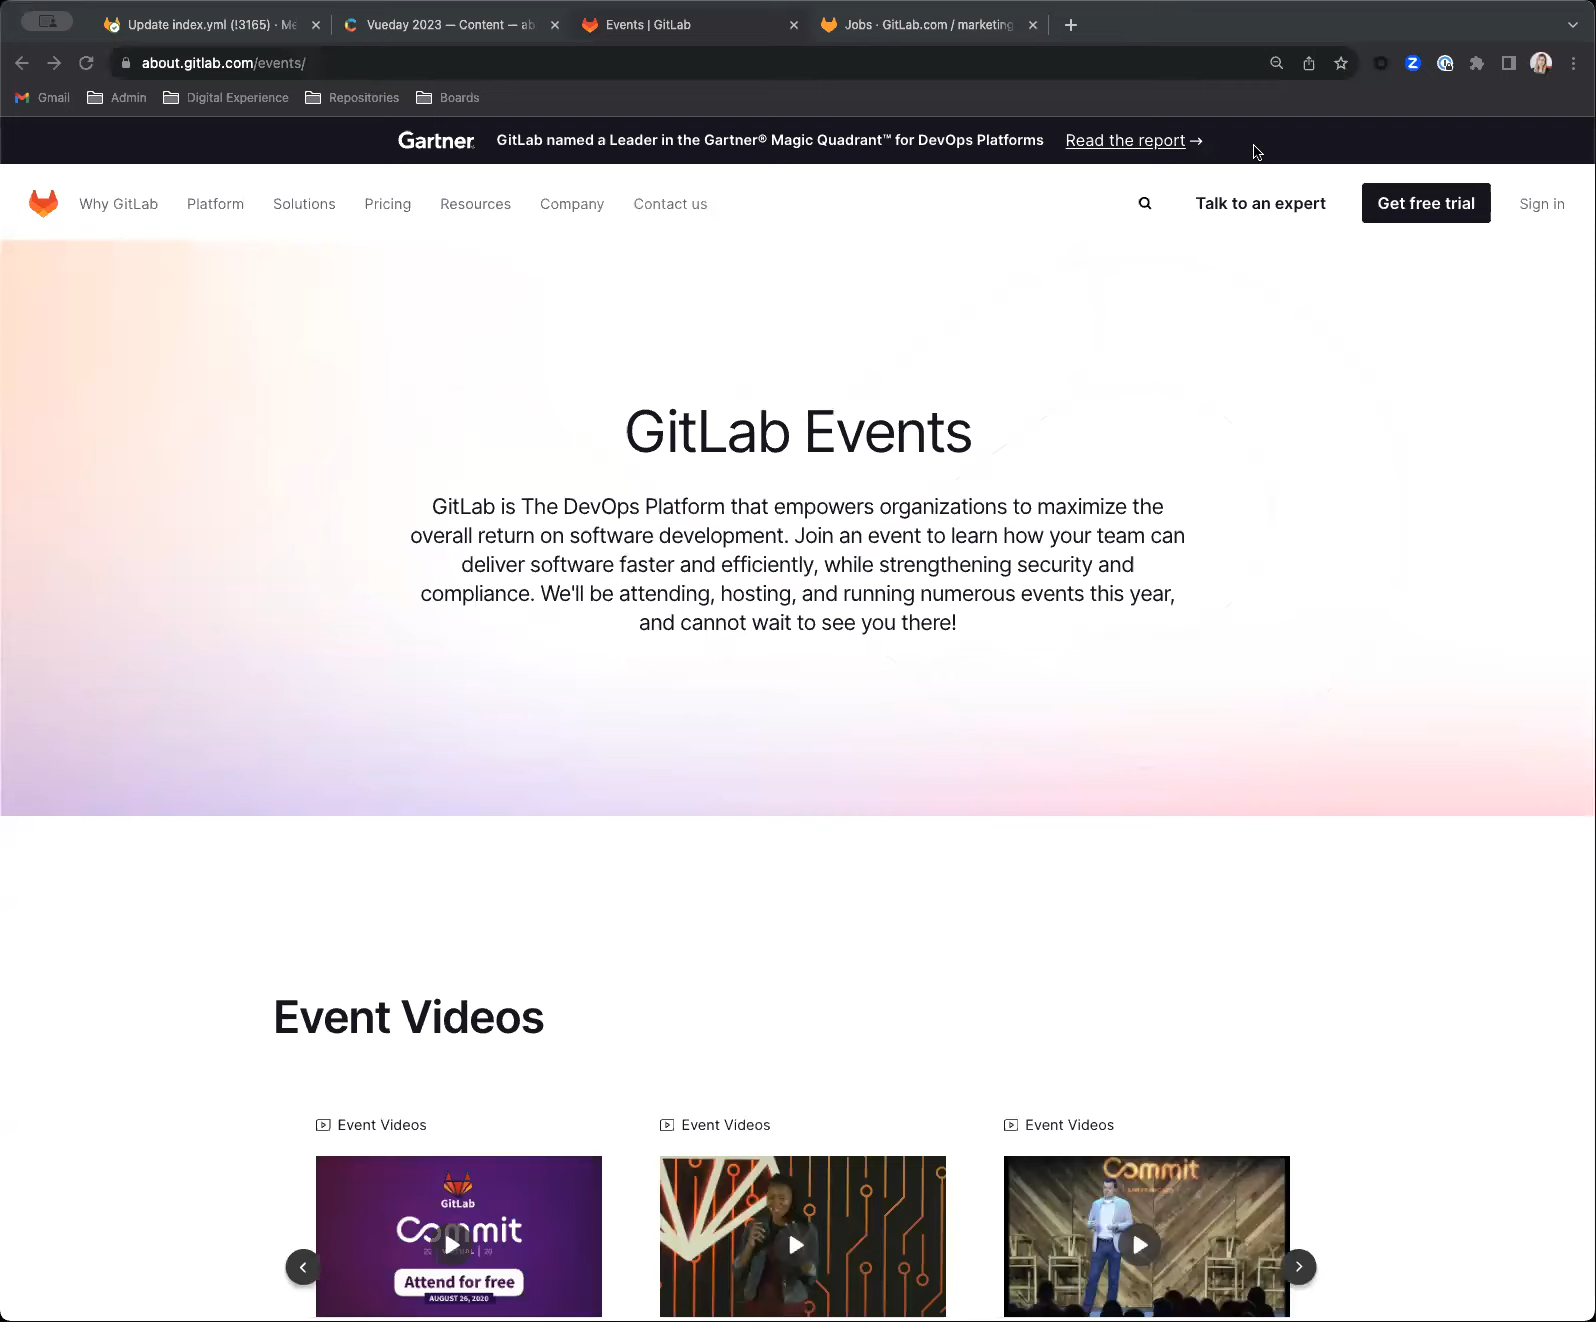 Update index.yml (!3165) · Me
Vueday 2023 — Content — ab
Events | GitLab
Jobs · GitLab.com / marketing
about.gitlab.com/events/
Gmail
Admin
Digital Experience
Repositories
Boards
Gartner
GitLab named a Leader in the Gartner® Magic Quadrant™ for DevOps Platforms
Read the report →
Why GitLab
Platform
Solutions
Pricing
Resources
Company
Contact us
Talk to an expert
Get free trial
Sign in
GitLab Events
GitLab is The DevOps Platform that empowers organizations to maximize the
overall return on software development. Join an event to learn how your team can
deliver software faster and efficiently, while strengthening security and
compliance. We'll be attending, hosting, and running numerous events this year,
and cannot wait to see you there!
Event Videos
Event Videos
Event Videos
Event Videos
GitLab
Commit
Attend for free
AUGUST 26, 2020
Commit